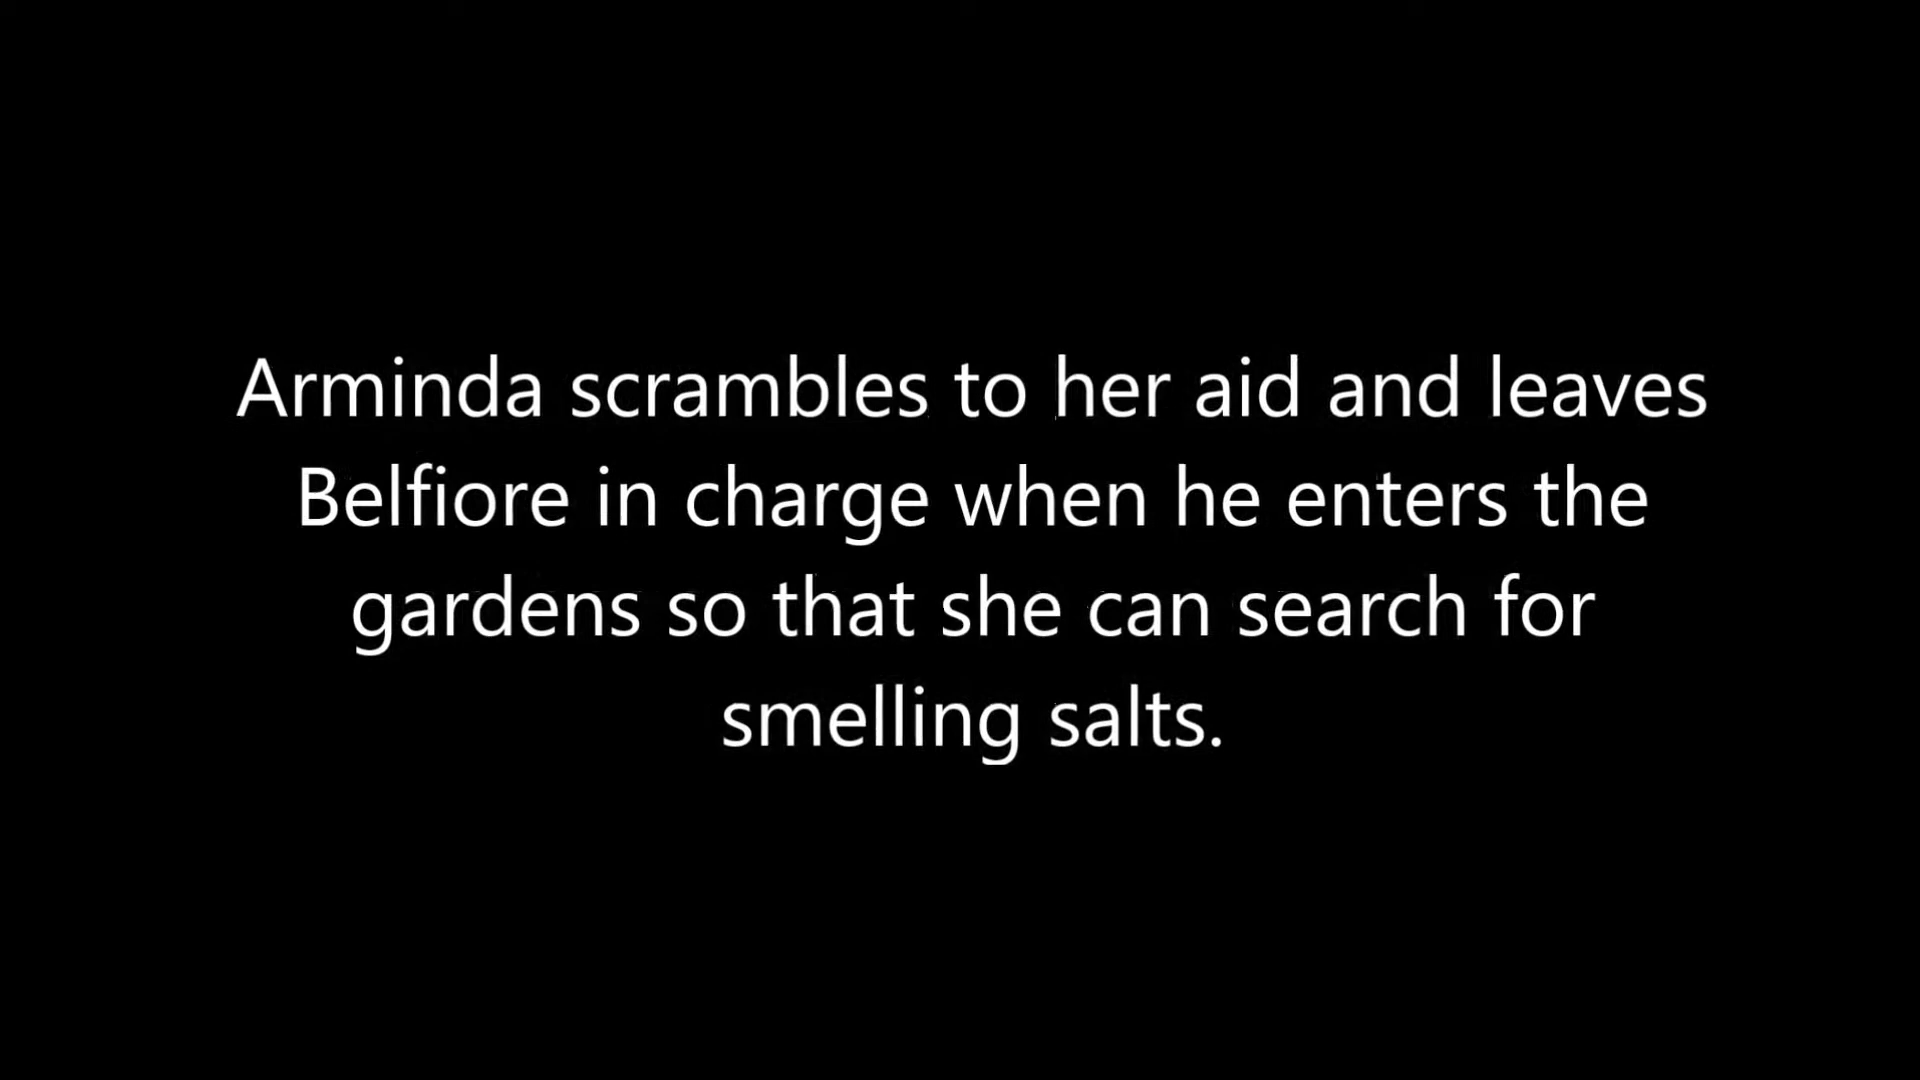 Arminda scrambles to her aid and leaves
Belfiore in charge when he enters the
gardens so that she can search for
smelling salts.